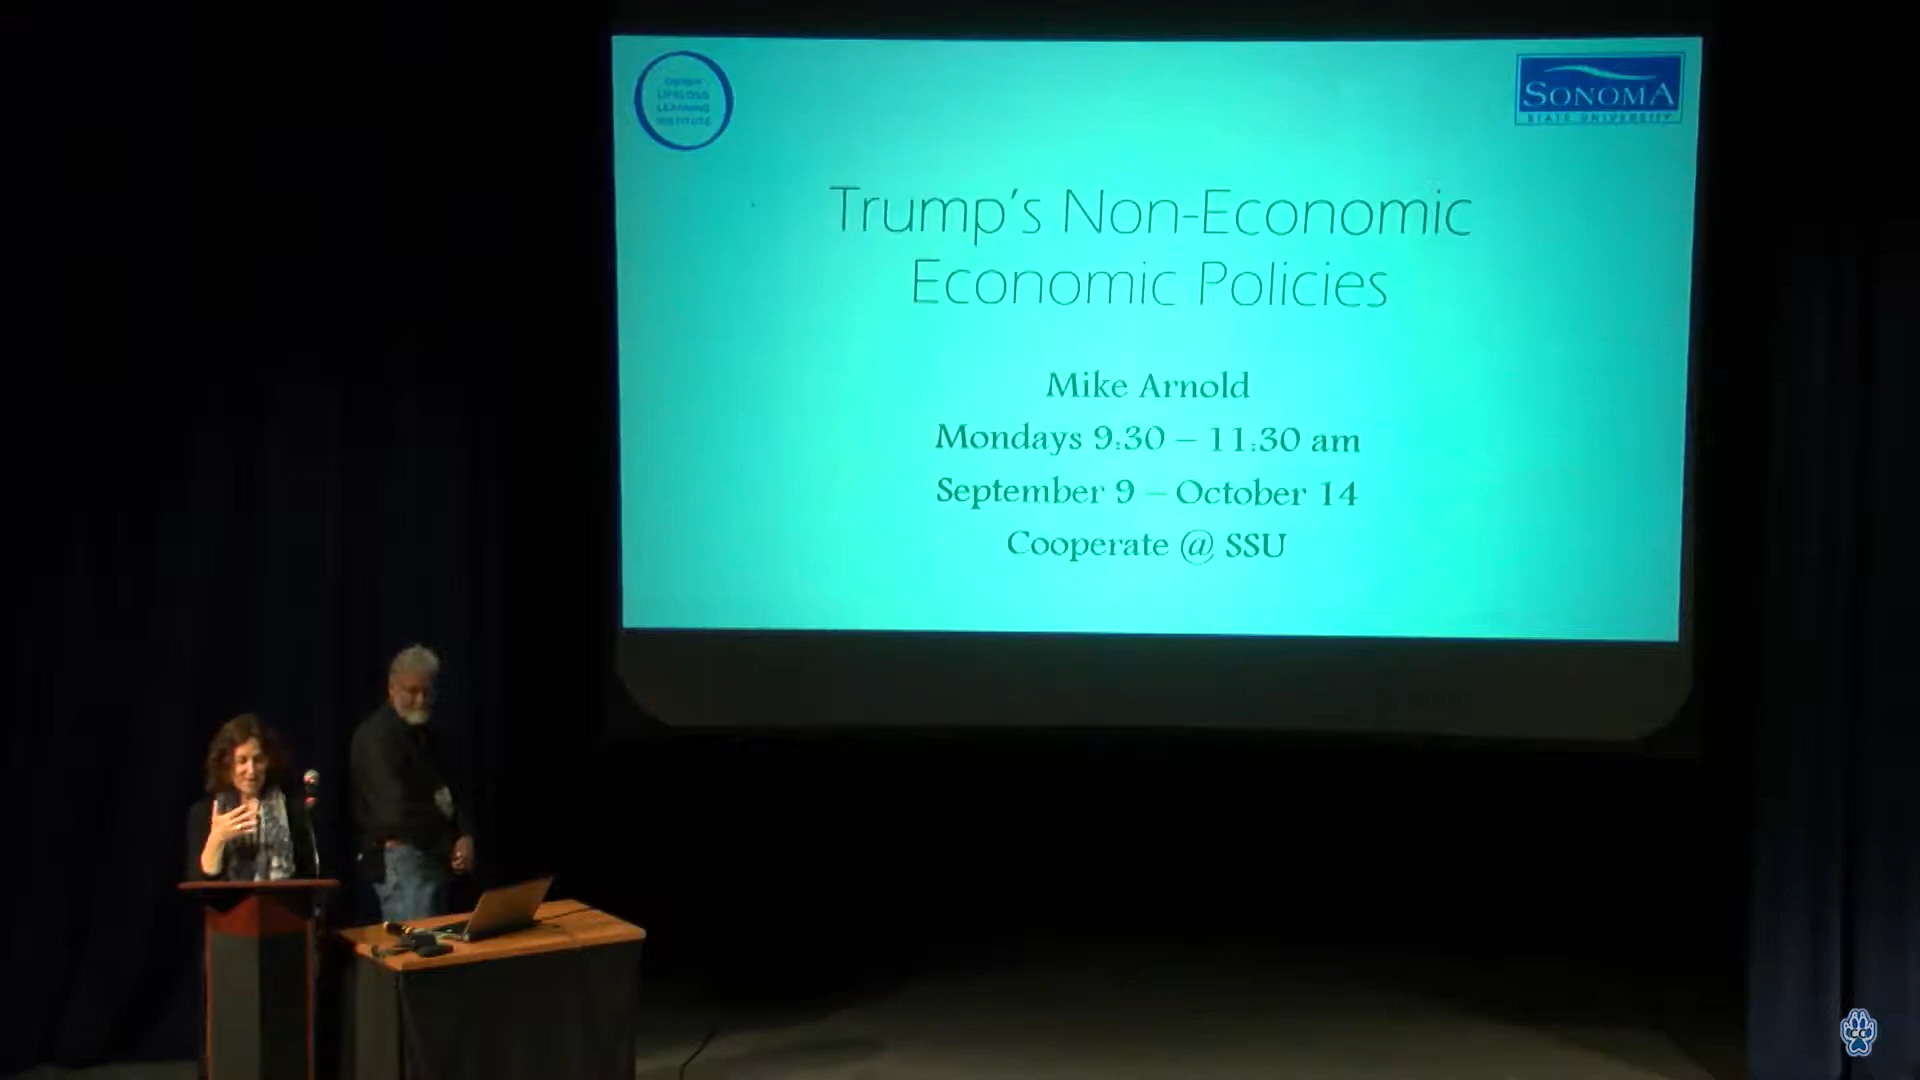 LIFELONG
LEARNING
INSTITUTE
SONOMA
STATE UNIVERSITY
Trump's Non-Economic
Economic Policies
Mike Arnold
Mondays 9:30 – 11:30 am
September 9 – October 14
Cooperate @ SSU